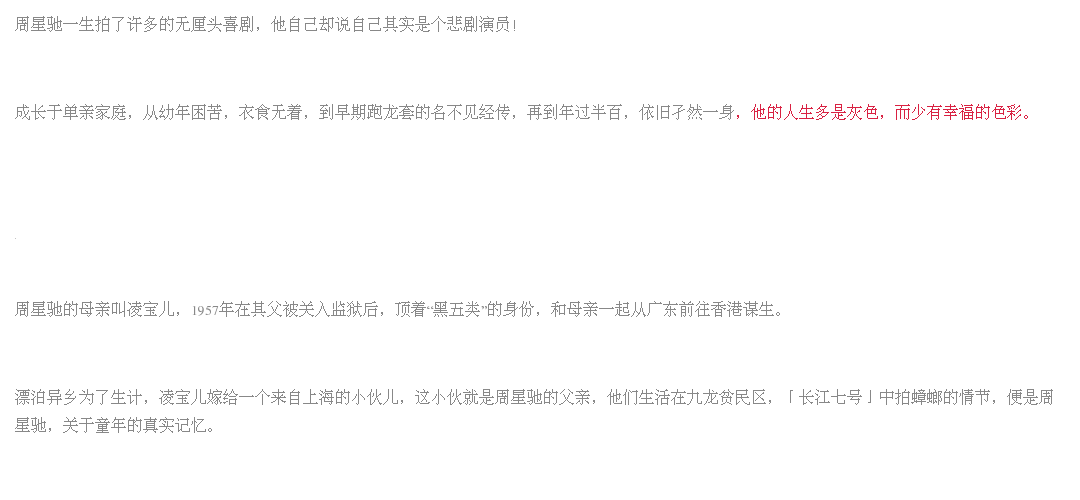 周星驰一生拍了许多的无厘头喜剧，他自己却说自己其实是个悲剧演员！
成长于单亲家庭，从幼年困苦，衣食无着，到早期跑龙套的名不见经传，再到年过半百，依旧孑然一身，他的人生多是灰色，而少有幸福的色彩。
周星驰的母亲叫凌宝儿，1957年在其父被关入监狱后，顶着“黑五类”的身份，和母亲一起从广东前往香港谋生。
漂泊异乡为了生计，凌宝儿嫁给一个来自上海的小伙儿，这小伙就是周星驰的父亲，他们生活在九龙贫民区，「长江七号」中拍蟑螂的情节，便是周
星驰，关于童年的真实记忆。